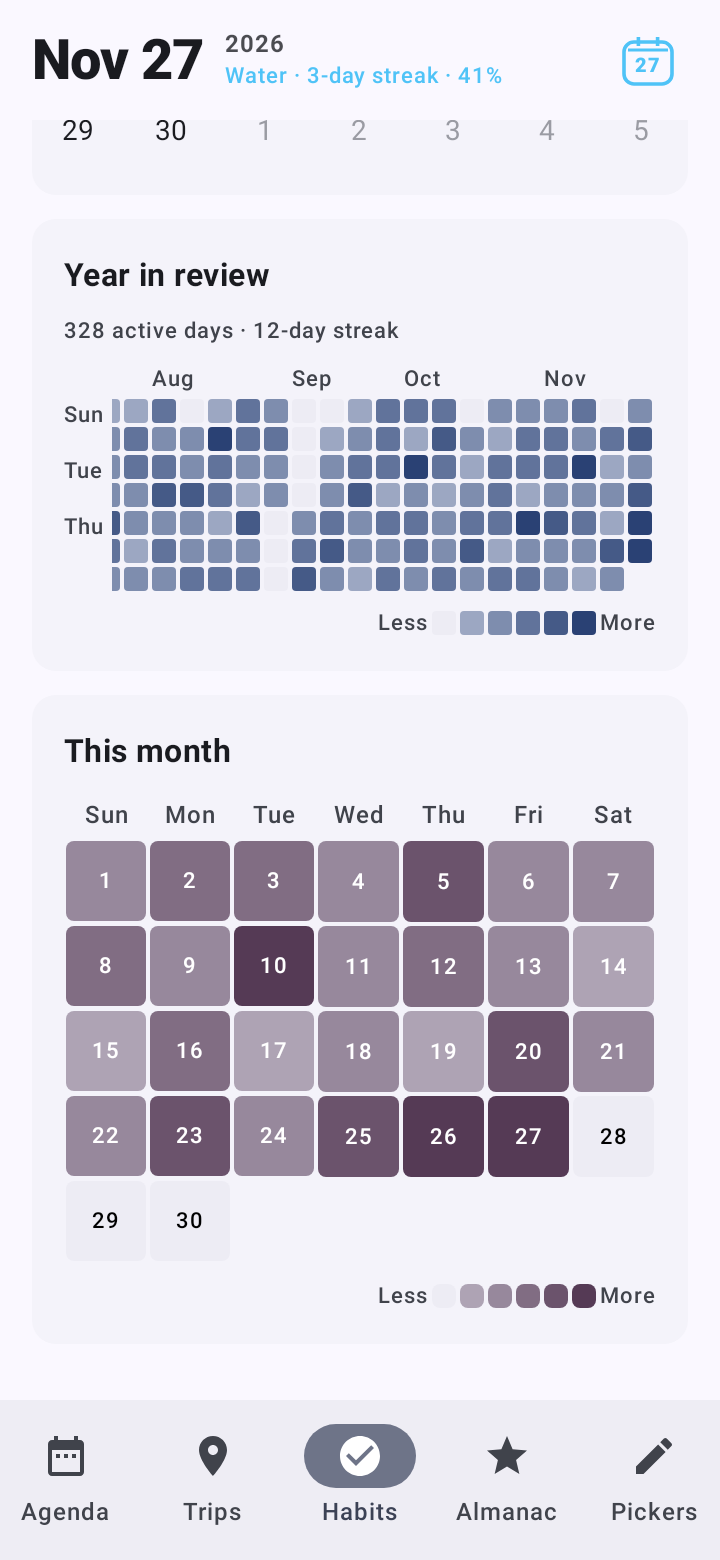 Nov 27
2026
Water · 3-day streak · 41%
27
29 30 1 2 3 4 5
Year in review
328 active days · 12-day streak
Aug Sep Oct Nov
Sun
Tue
Thu
Less More
This month
Sun Mon Tue Wed Thu Fri Sat
1 2 3 4 5 6 7
8 9 10 11 12 13 14
15 16 17 18 19 20 21
22 23 24 25 26 27 28
29 30
Less More
Agenda Trips Habits Almanac Pickers